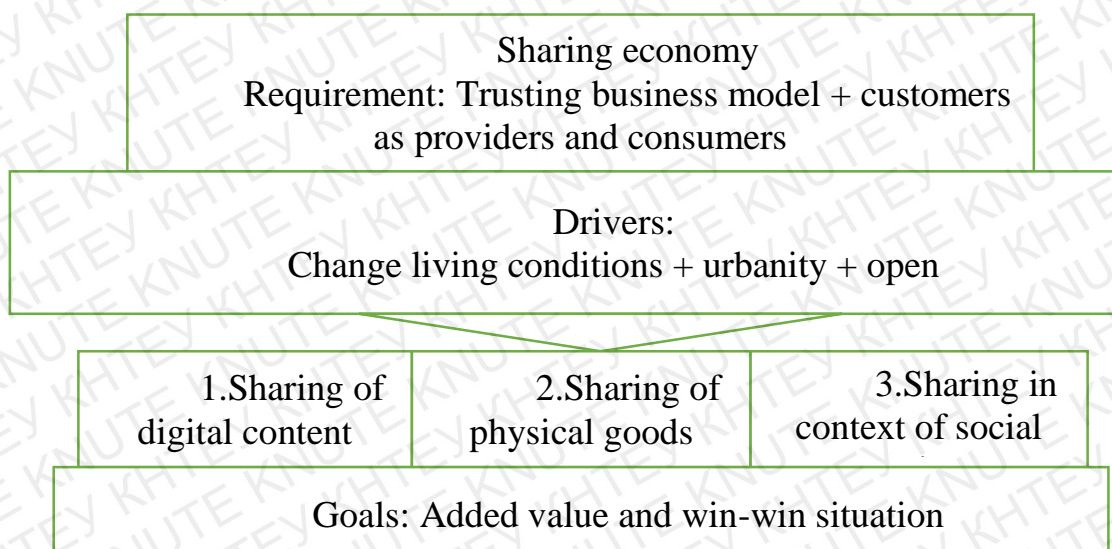 Sharing economy
Requirement: Trusting business model + customers
as providers and consumers
Drivers:
Change living conditions + urbanity + open
1.Sharing of
digital content
2.Sharing of
physical goods
3.Sharing in
context of social
Goals: Added value and win-win situation